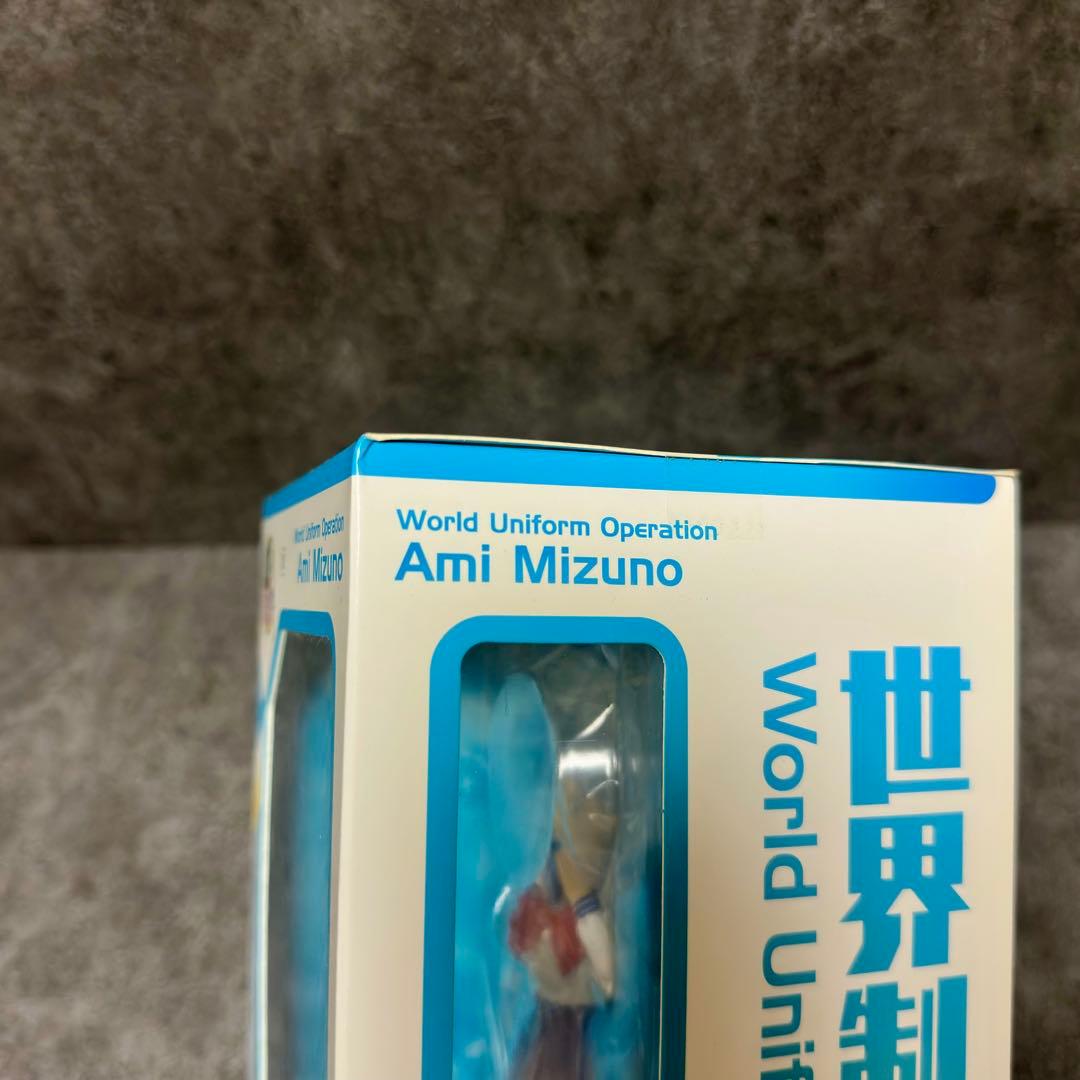 World Uniform Operation
Ami Mizuno
World Uniform Operation
Ami Mizuno
World Unif
世界制